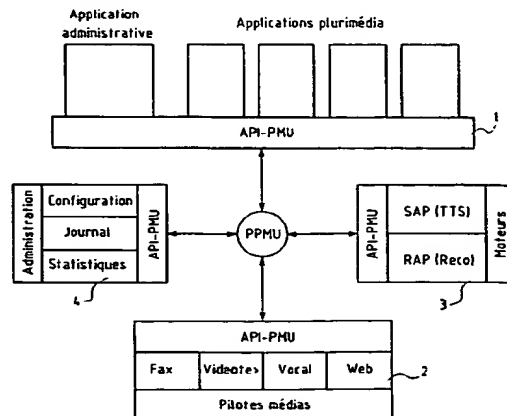 Application
administrative
Applications plurimédia
API-PMU
1
Administration
Configuration
Journal
Statistiques
API-PMU
4
PPMU
API-PMU
SAP (TTS)
RAP (Reco)
Moteurs
3
API-PMU
Fax
Videotex
Vocal
Web
2
Pilotes médias